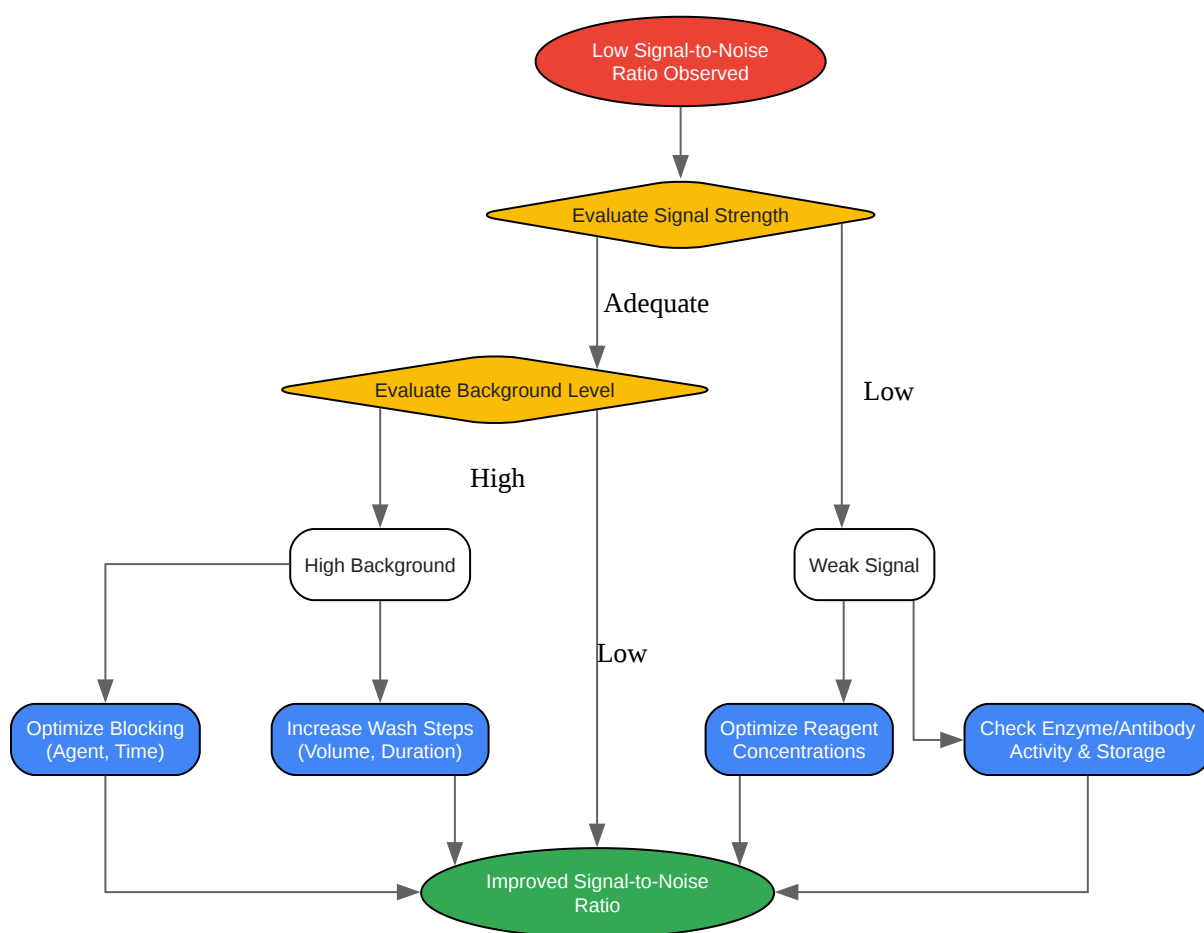 Low Signal-to-Noise
Ratio Observed
Evaluate Signal Strength
Adequate
Evaluate Background Level
Low
High
High Background
Weak Signal
Low
Optimize Blocking
(Agent, Time)
Increase Wash Steps
(Volume, Duration)
Optimize Reagent
Concentrations
Check Enzyme/Antibody
Activity & Storage
Improved Signal-to-Noise
Ratio